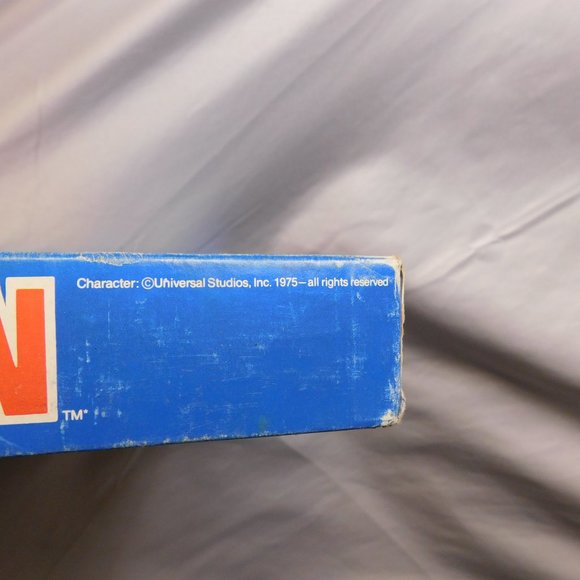 Character: ©Universal Studios, Inc. 1975—all rights reserved
N
TM*